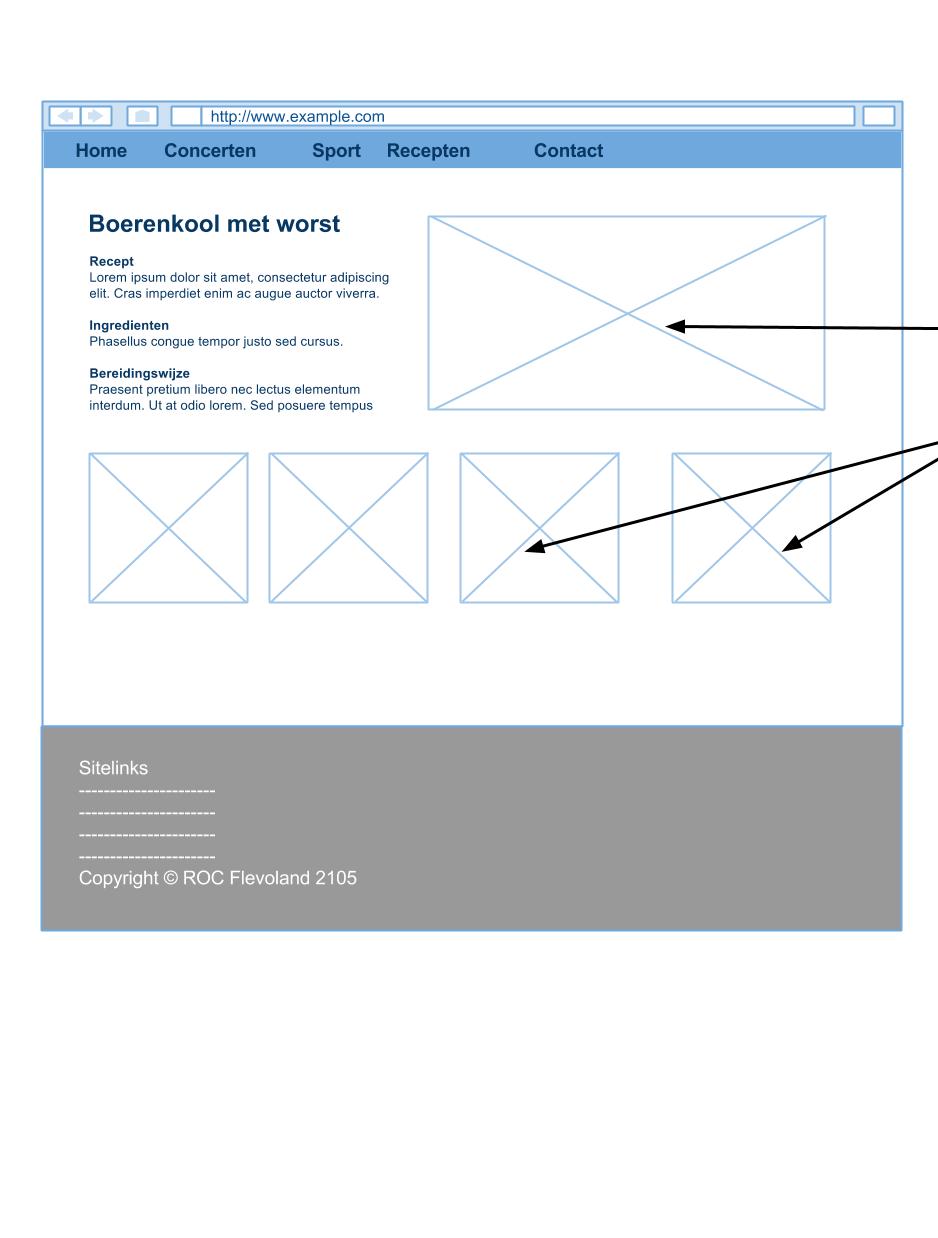 http://www.example.com
Home Concerten Sport Recepten Contact
Boerenkool met worst
Recept
Lorem ipsum dolor sit amet, consectetur adipiscing
elit. Cras imperdiet enim ac augue auctor viverra.
Ingredienten
Phasellus congue tempor justo sed cursus.
Bereidingswijze
Praesent pretium libero nec lectus elementum
interdum. Ut at odio lorem. Sed posuere tempus
Sitelinks
----------------------
----------------------
----------------------
----------------------
Copyright © ROC Flevoland 2105